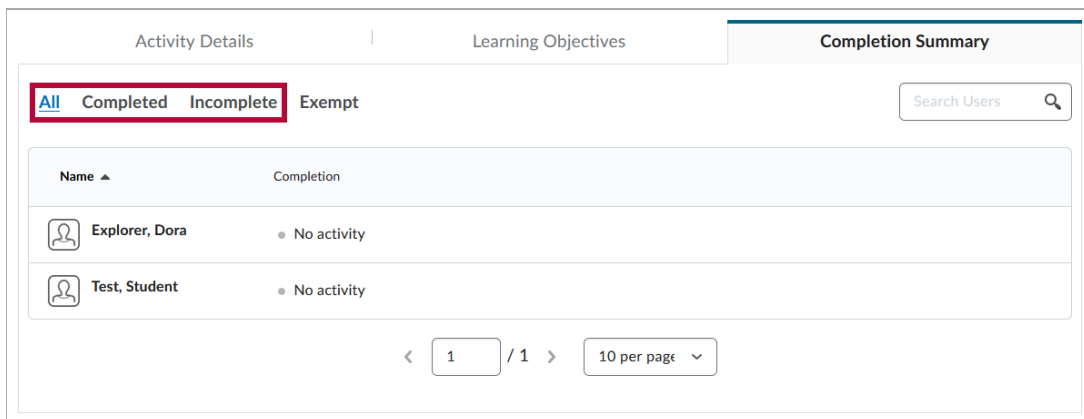 Activity Details Learning Objectives Completion Summary
All Completed Incomplete Exempt Search Users
Name Completion
Explorer, Dora No activity
Test, Student No activity
1 / 1 10 per page